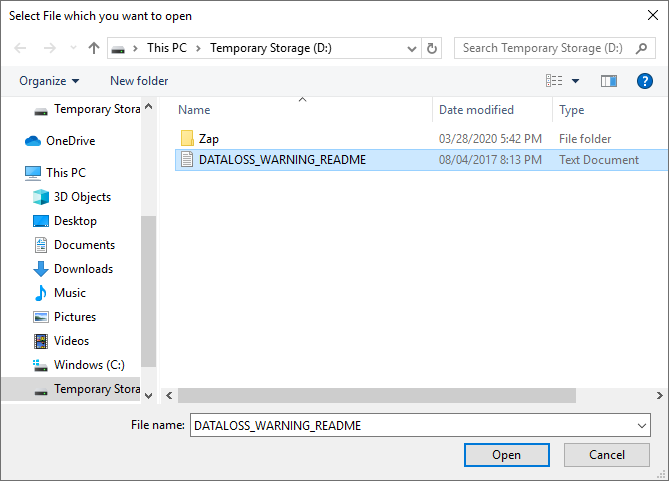 Select File which you want to open
This PC
Temporary Storage (D:)
Search Temporary Storage (D:)
Organize
New folder
?
Name
Date modified
Type
Temporary Stora
OneDrive
This PC
3D Objects
Desktop
Documents
Downloads
Music
Pictures
Videos
Windows (C:)
Temporary Stora
Zap
03/28/2020 5:42 PM
File folder
DATALOSS_WARNING_README
08/04/2017 8:13 PM
Text Document
File name: DATALOSS_WARNING_README
Open
Cancel